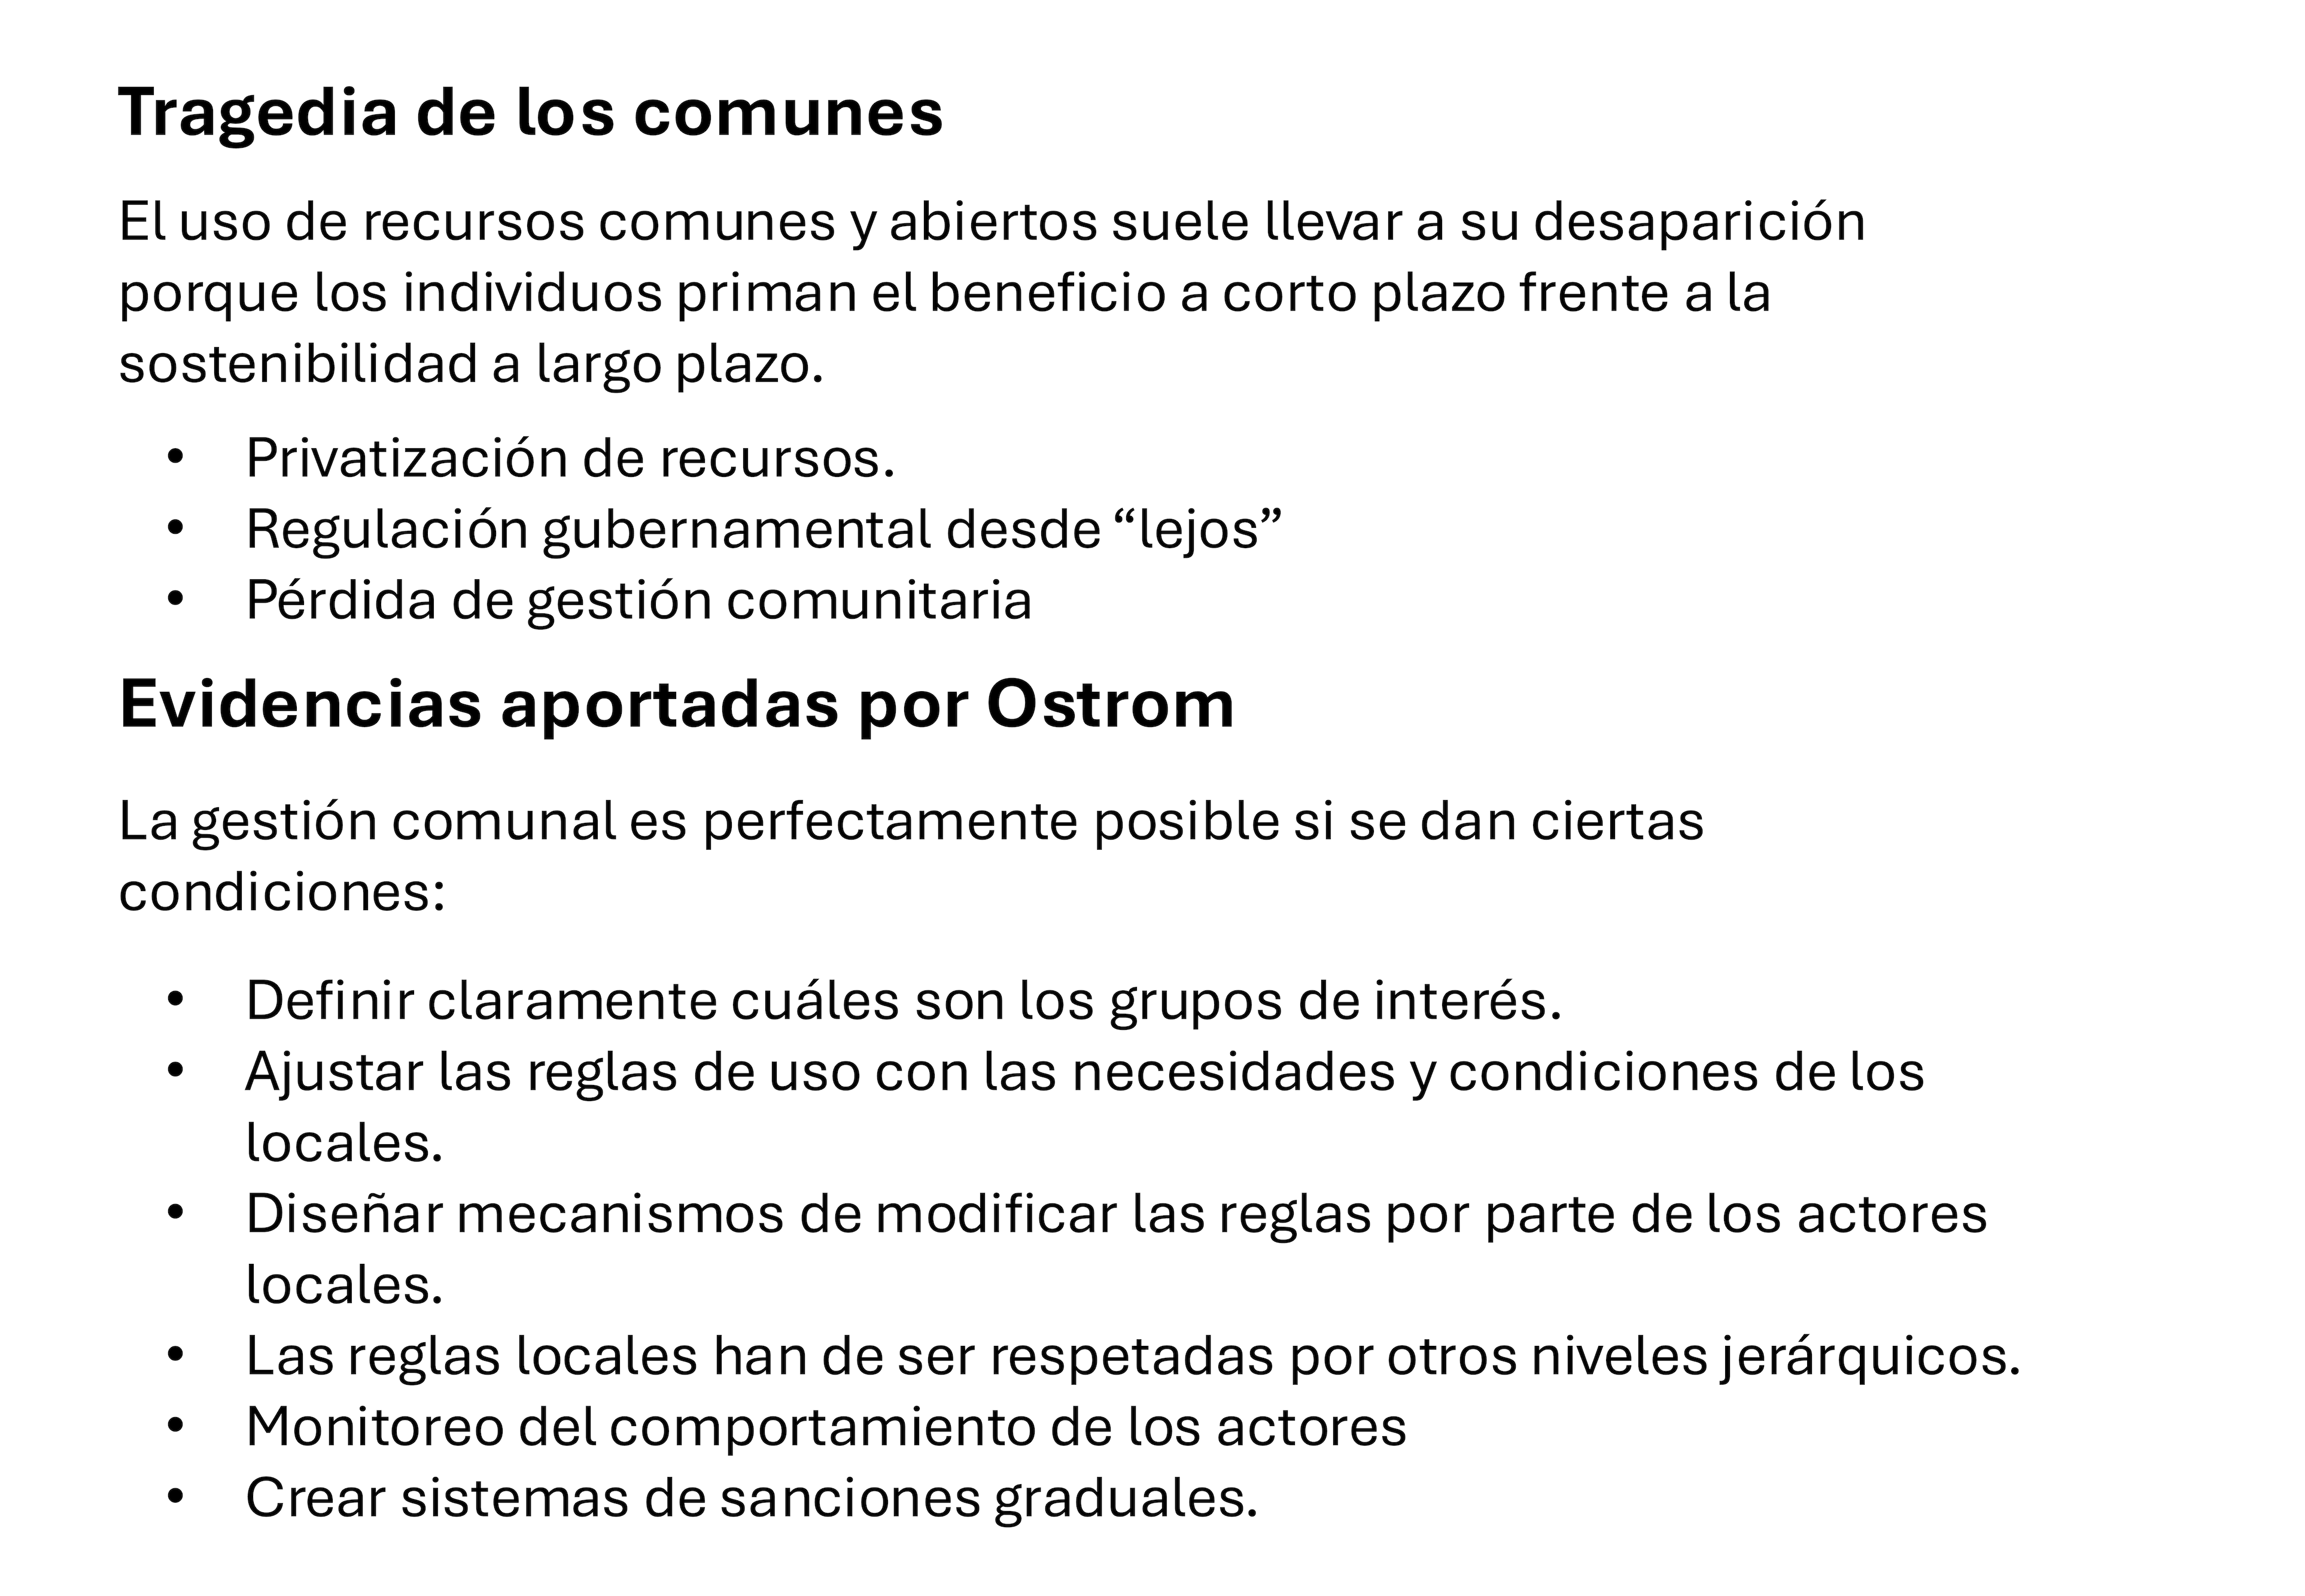 Tragedia de los comunes
El uso de recursos comunes y abiertos suele llevar a su desaparición
porque los individuos priman el beneficio a corto plazo frente a la
sostenibilidad a largo plazo.
• Privatización de recursos.
• Regulación gubernamental desde “lejos”
• Pérdida de gestión comunitaria
Evidencias aportadas por Ostrom
La gestión comunal es perfectamente posible si se dan ciertas
condiciones:
• Definir claramente cuáles son los grupos de interés.
• Ajustar las reglas de uso con las necesidades y condiciones de los
locales.
• Diseñar mecanismos de modificar las reglas por parte de los actores
locales.
• Las reglas locales han de ser respetadas por otros niveles jerárquicos.
• Monitoreo del comportamiento de los actores
• Crear sistemas de sanciones graduales.